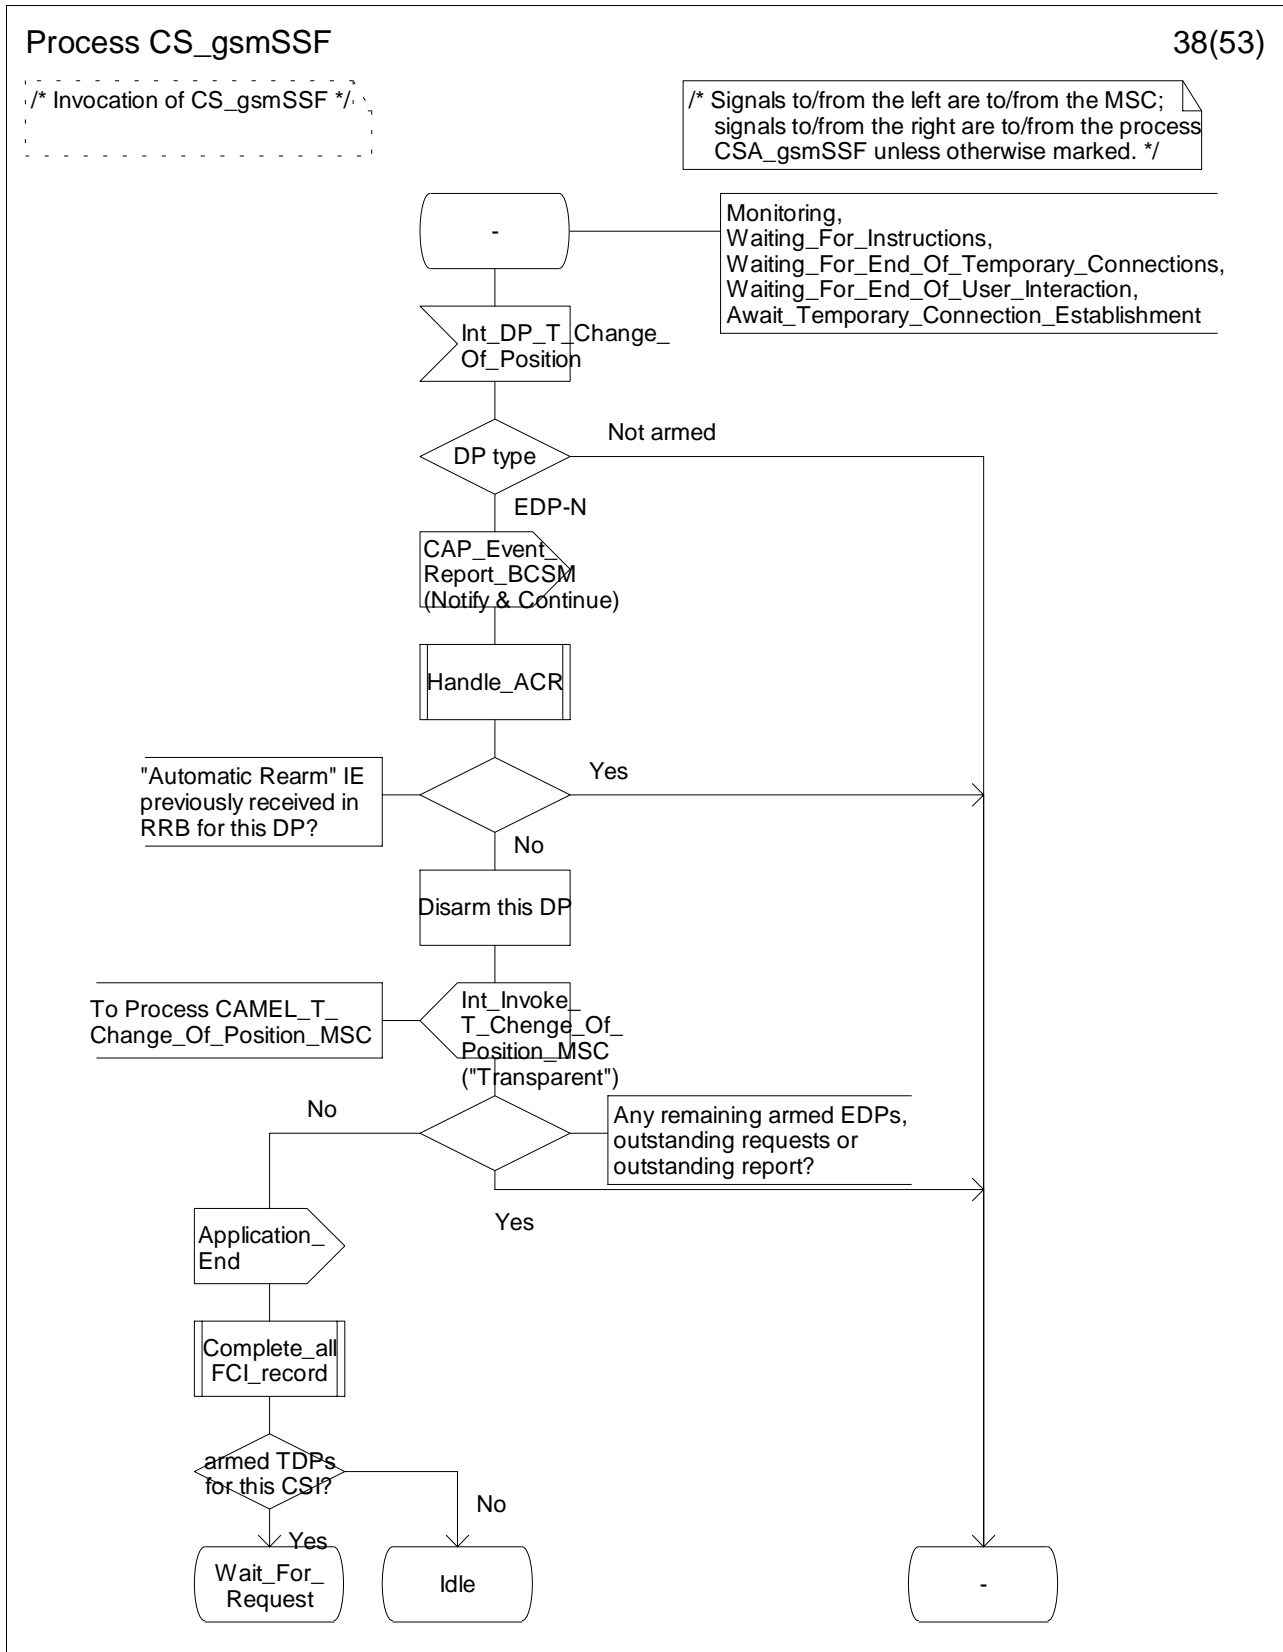 Process CS_gsmSSF
38(53)
/* Invocation of CS_gsmSSF */
/* Signals to/from the left are to/from the MSC;
signals to/from the right are to/from the process
CSA_gsmSSF unless otherwise marked. */
-
Monitoring,
Waiting_For_Instructions,
Waiting_For_End_Of_Temporary_Connections,
Waiting_For_End_Of_User_Interaction,
Await_Temporary_Connection_Establishment
Int_DP_T_Change_
Of_Position
DP type
Not armed
EDP-N
CAP_Event_
Report_BCSM
(Notify & Continue)
Handle_ACR
"Automatic Rearm" IE
previously received in
RRB for this DP?
Yes
No
Disarm this DP
To Process CAMEL_T_
Change_Of_Position_MSC
Int_Invoke_
T_Chenge_Of_
Position_MSC
("Transparent")
No
Any remaining armed EDPs,
outstanding requests or
outstanding report?
Yes
Application_
End
Complete_all
FCI_record
armed TDPs
for this CSI?
No
Yes
Wait_For_
Request
Idle
-